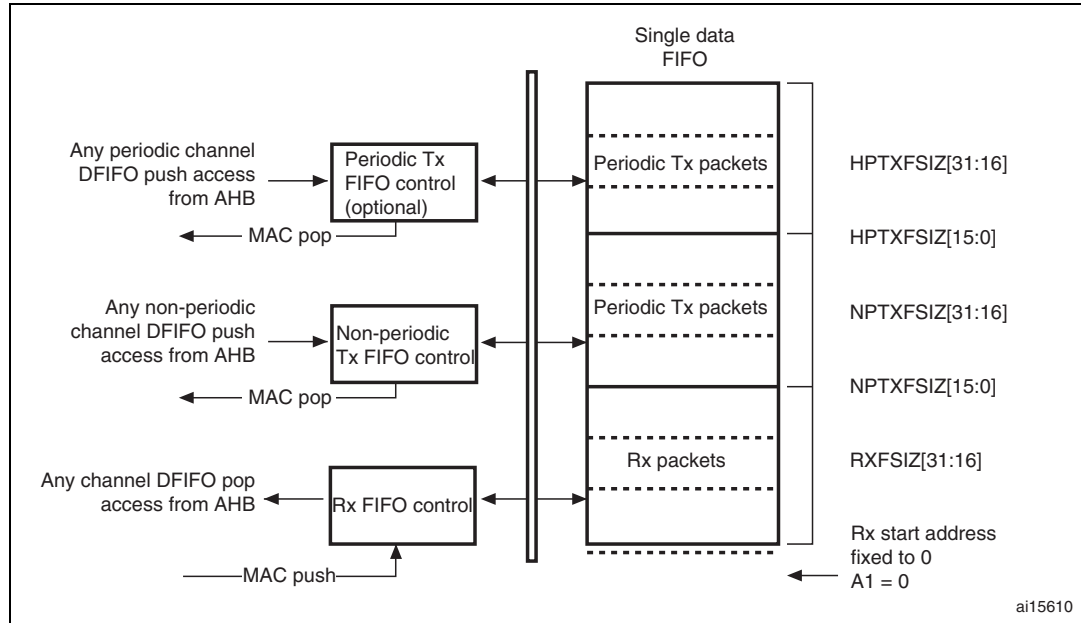 Single data
FIFO
Any periodic channel
DFIFO push access
from AHB
Periodic Tx
FIFO control
(optional)
MAC pop
Periodic Tx packets
HPTXFSIZ[31:16]
HPTXFSIZ[15:0]
Any non-periodic
channel DFIFO push
access from AHB
Non-periodic
Tx FIFO control
MAC pop
Periodic Tx packets
NPTXFSIZ[31:16]
NPTXFSIZ[15:0]
Any channel DFIFO pop
access from AHB
Rx FIFO control
MAC push
Rx packets
RXFSIZ[31:16]
Rx start address
fixed to 0
A1 = 0
ai15610